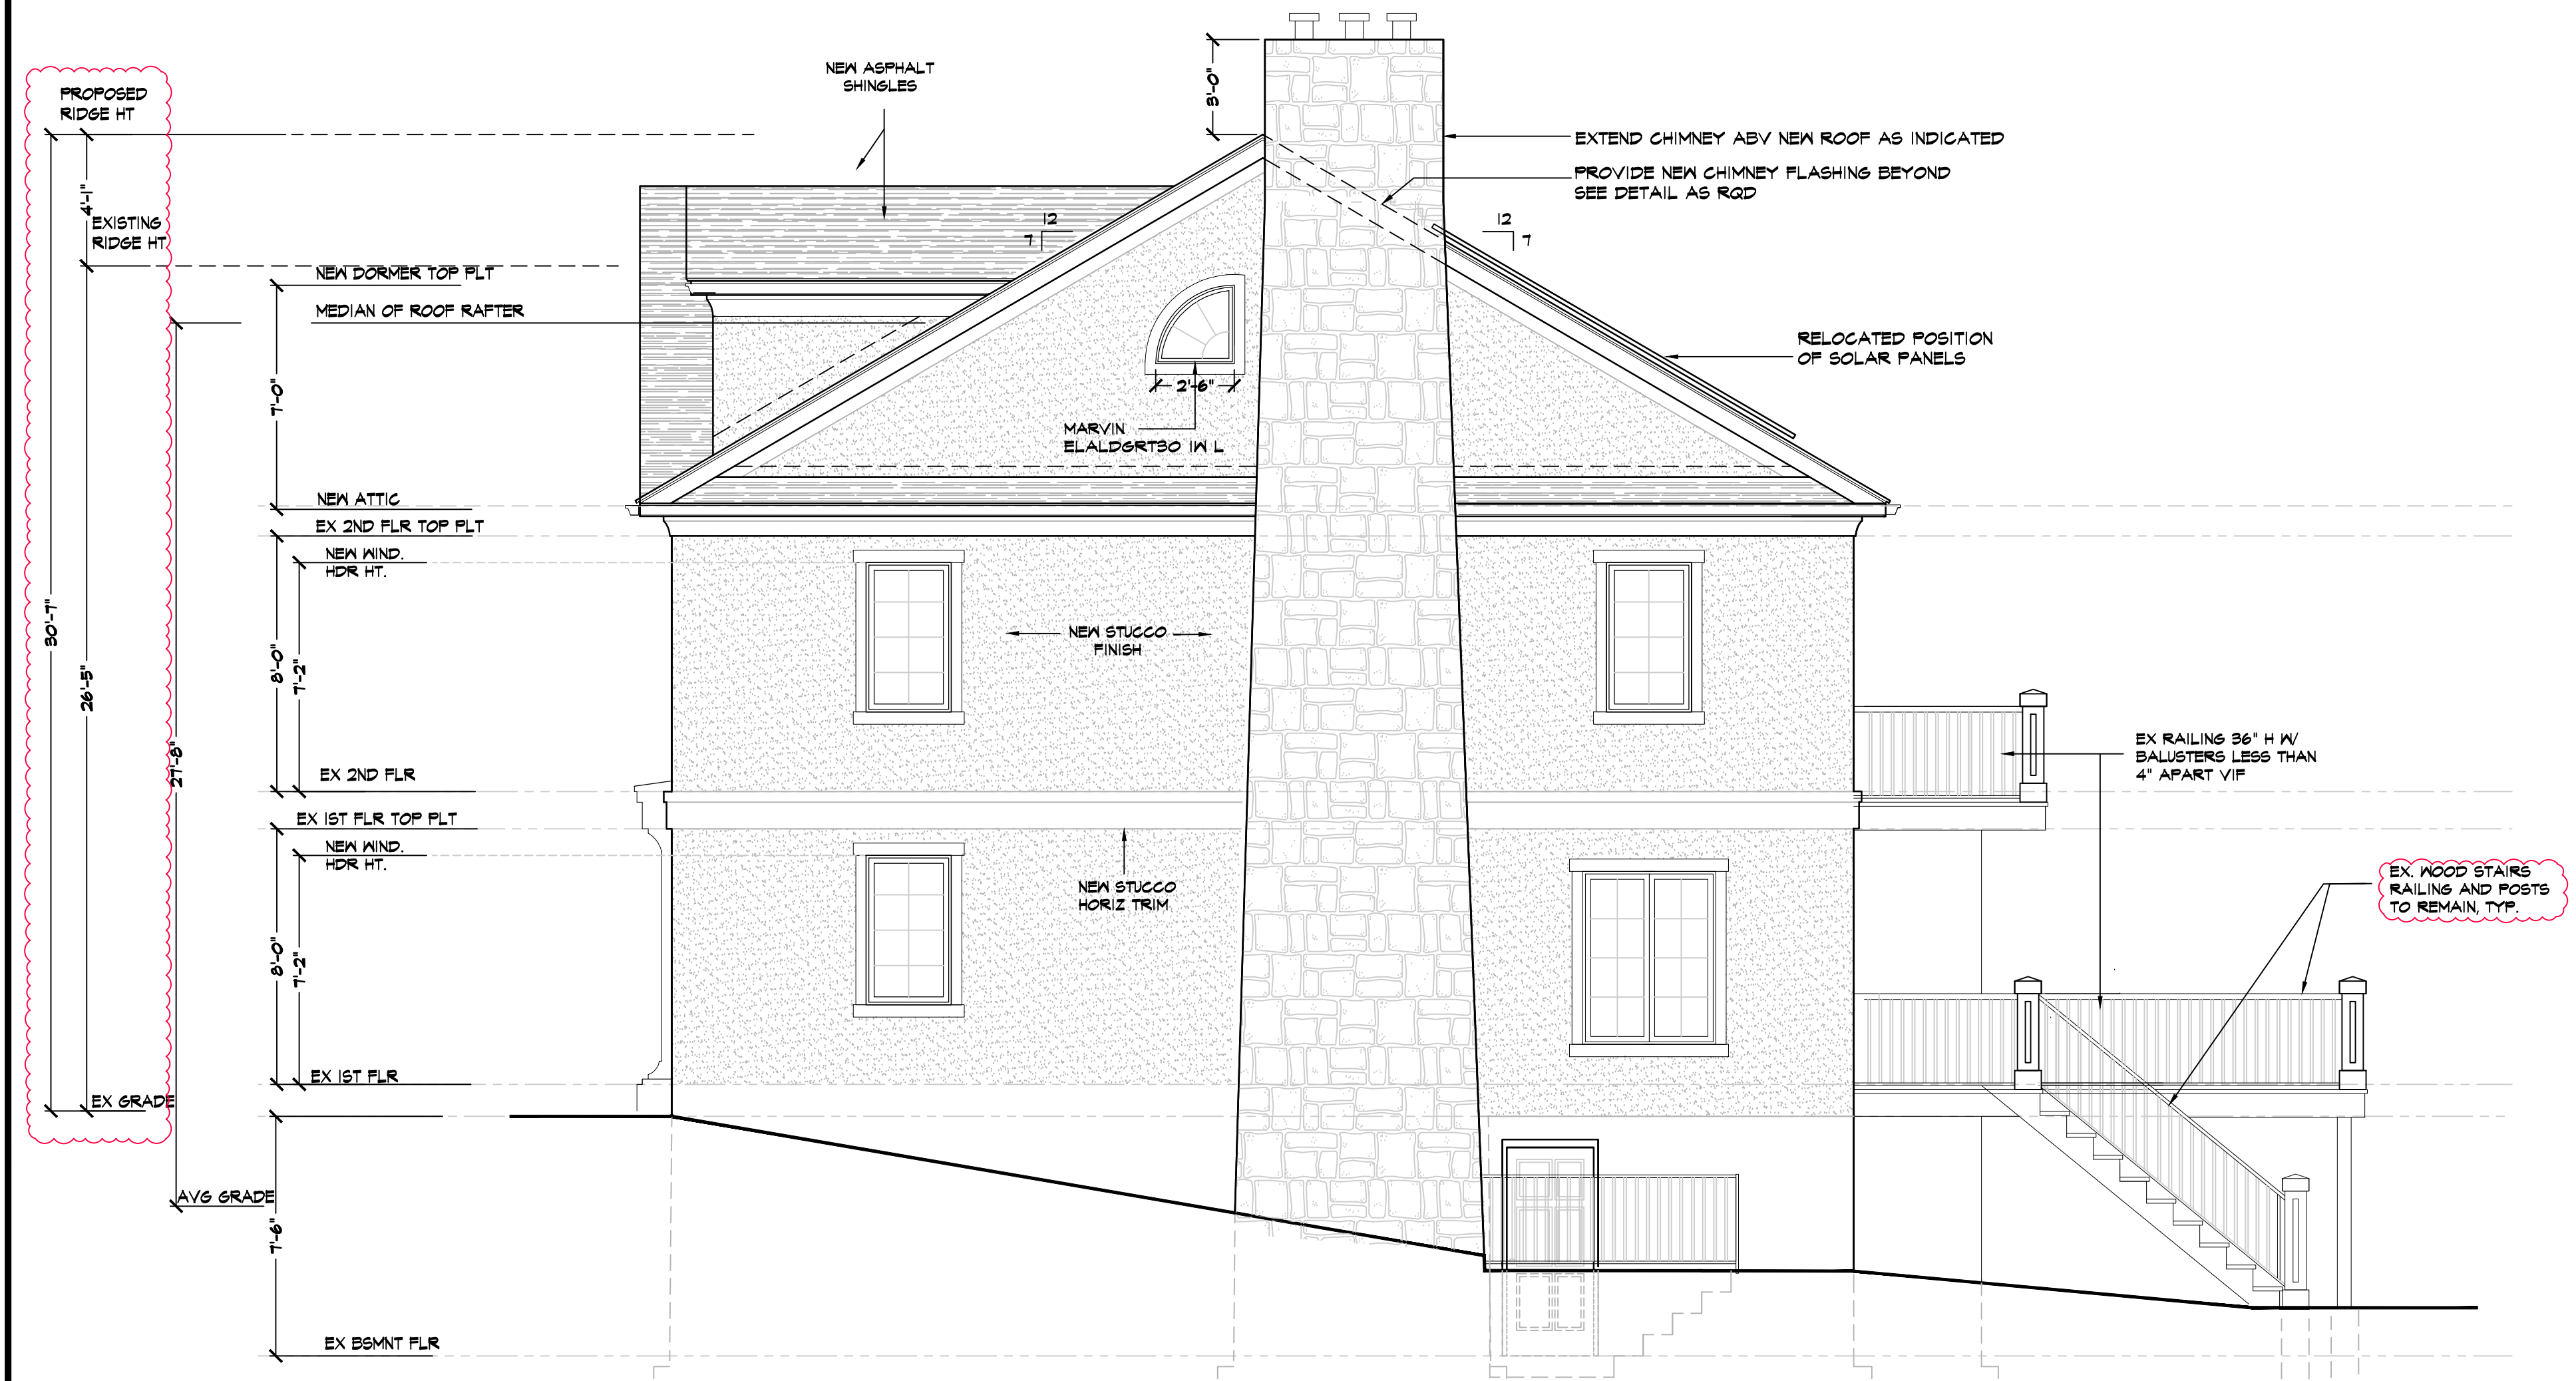 PROPOSED
RIDGE HT
4'-1"
EXISTING
RIDGE HT
30'-7"
26'-5"
EX GRADE
27'-8"
AVG GRADE
NEW DORMER TOP PLT
MEDIAN OF ROOF RAFTER
7'-0"
NEW ATTIC
EX 2ND FLR TOP PLT
NEW WIND.
HDR HT.
8'-0"
7'-2"
EX 2ND FLR
EX 1ST FLR TOP PLT
NEW WIND.
HDR HT.
8'-0"
7'-2"
EX 1ST FLR
7'-6"
EX BSMNT FLR
NEW ASPHALT
SHINGLES
3'-0"
12
7
12
7
2'-6"
MARVIN
ELALDGRT30 1W L
NEW STUCCO
FINISH
NEW STUCCO
HORIZ TRIM
EXTEND CHIMNEY ABV NEW ROOF AS INDICATED
PROVIDE NEW CHIMNEY FLASHING BEYOND
SEE DETAIL AS RQD
RELOCATED POSITION
OF SOLAR PANELS
EX RAILING 36" H W/
BALUSTERS LESS THAN
4" APART VIF
EX. WOOD STAIRS
RAILING AND POSTS
TO REMAIN, TYP.